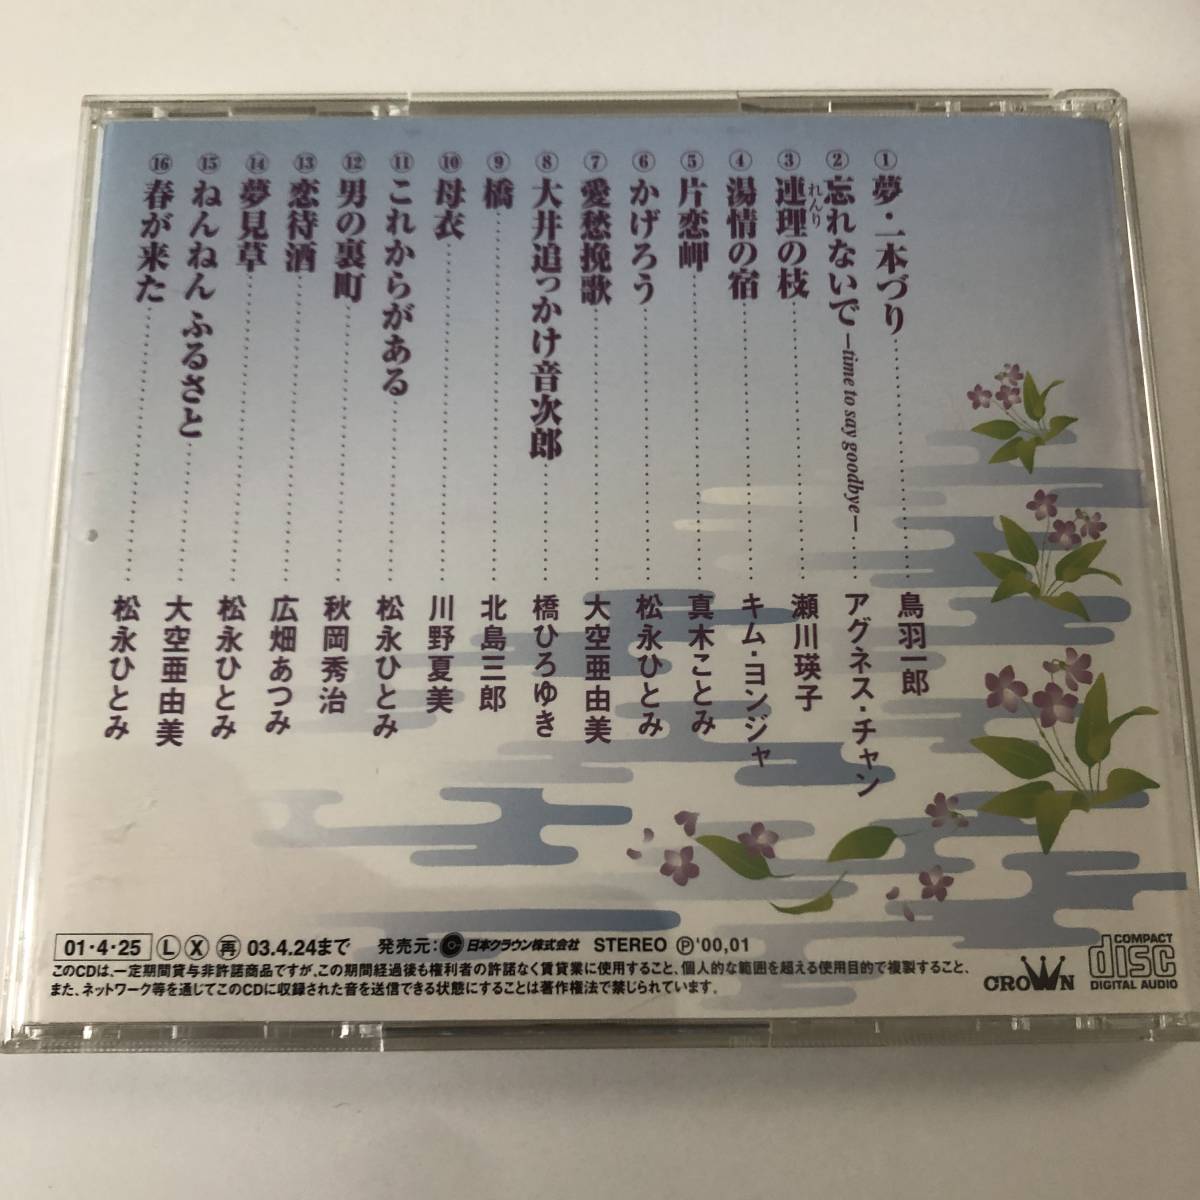 ① 夢・一本づり……鳥羽一郎
② 忘れないで —time to say goodbye— ……アグネス・チャン
③ 連理の枝……瀬川瑛子
れんり
④ 湯情の宿……キム・ヨンジャ
⑤ 片恋岬……真木ことみ
⑥ かげろう……松永ひとみ
⑦ 愛愁挽歌……大空亜由美
⑧ 大井追っかけ音次郎……橋ひろゆき
⑨ 橋……北島三郎
⑩ 母衣……川野夏美
⑪ これからがある……松永ひとみ
⑫ 男の裏町……秋岡秀治
⑬ 恋待酒……広畑あつみ
⑭ 夢見草……松永ひとみ
⑮ ねんねん ふるさと……大空亜由美
⑯ 春が来た……松永ひとみ
01・4・25 Ⓛ Ⓧ 再 03.4.24まで 発売元：日本クラウン株式会社 STEREO Ⓟ'00,01
このCDは、一定期間貸与非許諾商品ですが、この期間経過後も権利者の許諾なく賃貸業に使用すること、個人的な範囲を超える使用目的で複製すること、
また、ネットワーク等を通じてこのCDに収録された音を送信できる状態にすることは著作権法で禁じられています。
CROWN
COMPACT
disc
DIGITAL AUDIO